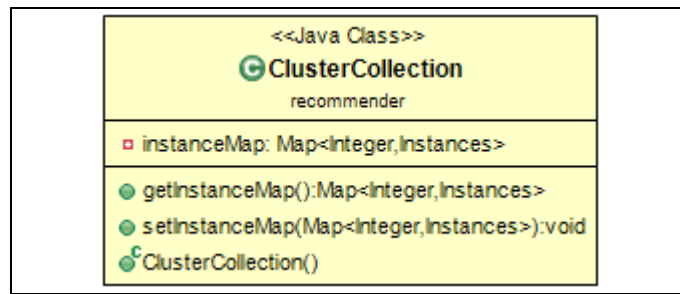 <<Java Class>>
ClusterCollection
recommender
instanceMap: Map<Integer,Instances>
getInstanceMap():Map<Integer,Instances>
setInstanceMap(Map<Integer,Instances>):void
ClusterCollection()